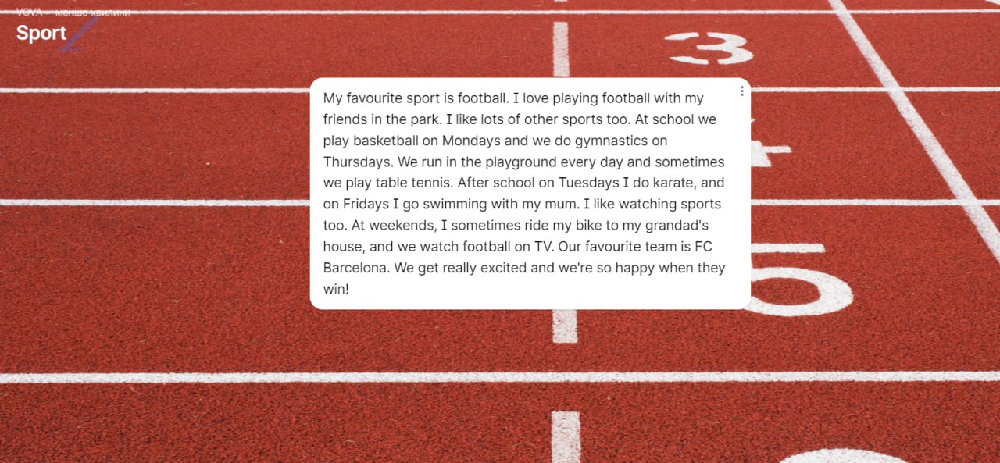 VOVA · менше хвилини
Sport
3
My favourite sport is football. I love playing football with my
friends in the park. I like lots of other sports too. At school we
play basketball on Mondays and we do gymnastics on
Thursdays. We run in the playground every day and sometimes
we play table tennis. After school on Tuesdays I do karate, and
on Fridays I go swimming with my mum. I like watching sports
too. At weekends, I sometimes ride my bike to my grandad's
house, and we watch football on TV. Our favourite team is FC
Barcelona. We get really excited and we're so happy when they
win!
4
5